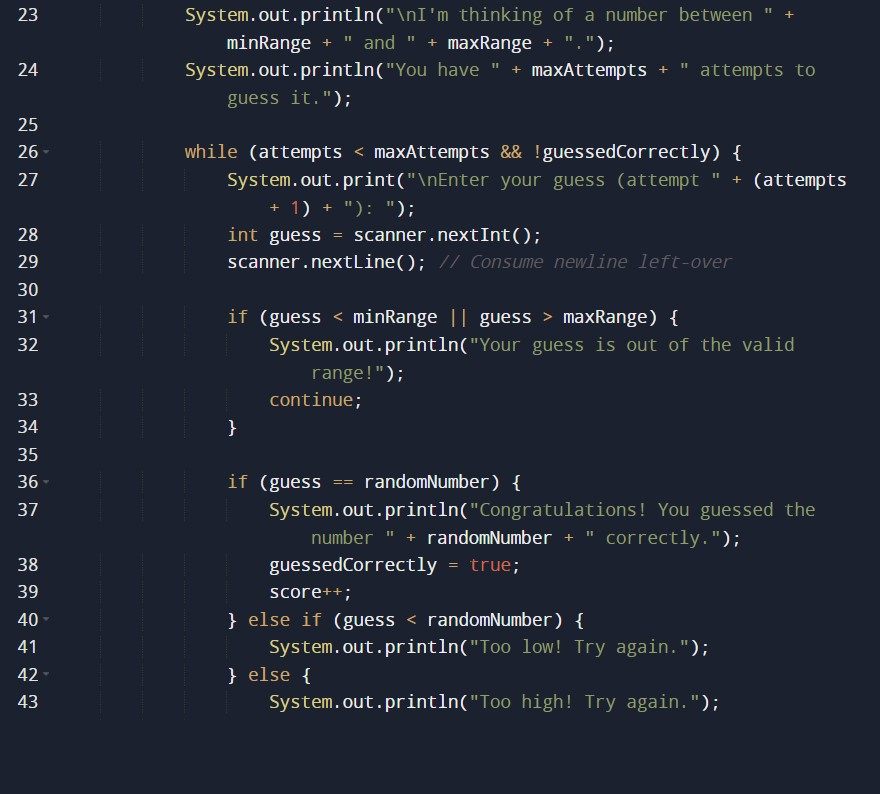 23 System.out.println("\nI'm thinking of a number between " +
minRange + " and " + maxRange + ".");
24 System.out.println("You have " + maxAttempts + " attempts to
guess it.");
25
26 while (attempts < maxAttempts && !guessedCorrectly) {
27 System.out.print("\nEnter your guess (attempt " + (attempts
+ 1) + "): ");
28 int guess = scanner.nextInt();
29 scanner.nextLine(); // Consume newline left-over
30
31 if (guess < minRange || guess > maxRange) {
32 System.out.println("Your guess is out of the valid
range!");
33 continue;
34 }
35
36 if (guess == randomNumber) {
37 System.out.println("Congratulations! You guessed the
number " + randomNumber + " correctly.");
38 guessedCorrectly = true;
39 score++;
40 } else if (guess < randomNumber) {
41 System.out.println("Too low! Try again.");
42 } else {
43 System.out.println("Too high! Try again.");